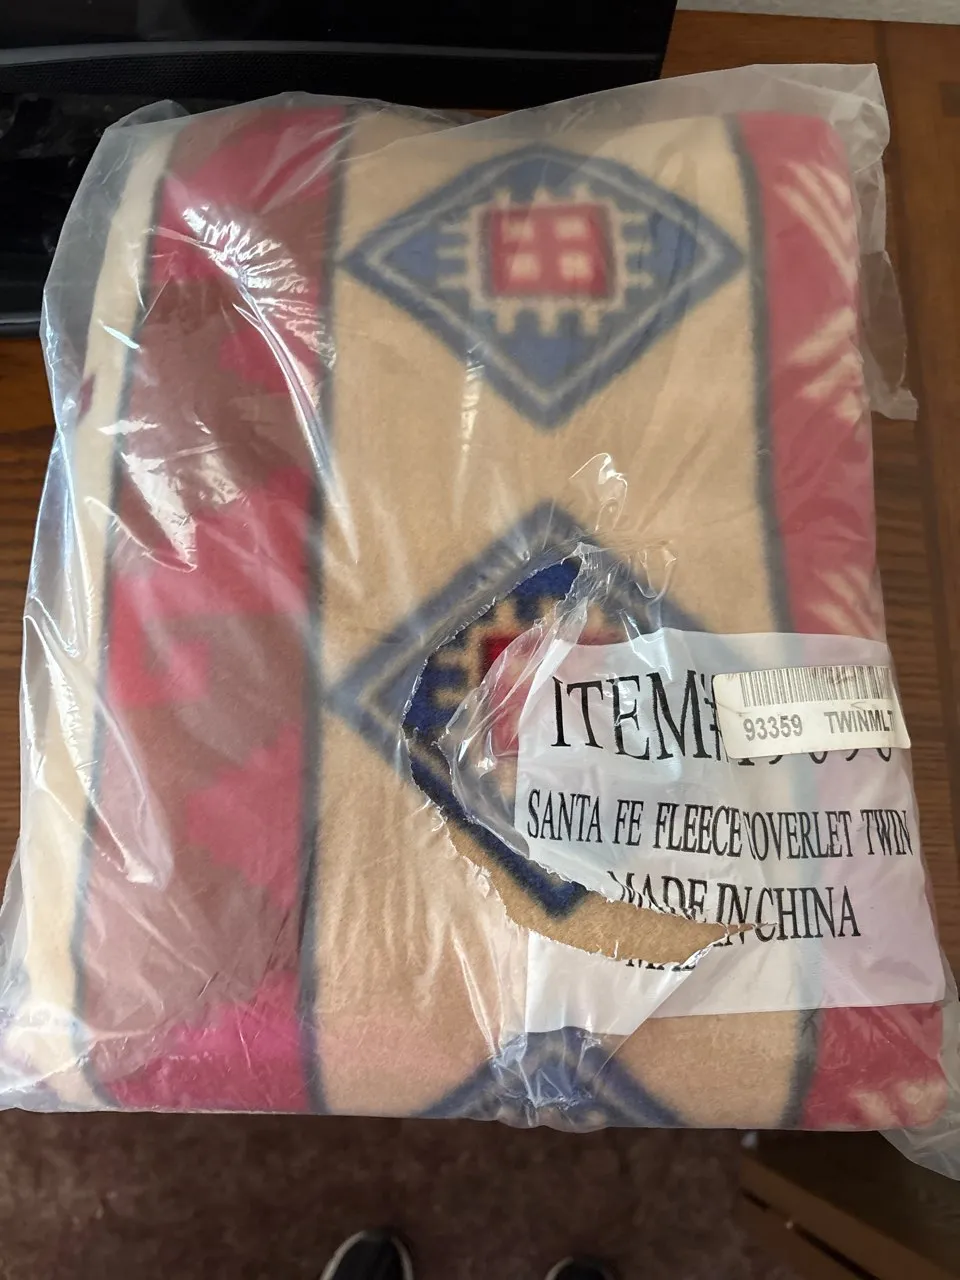 ITEM#
93359 TWINMLT
SANTA FE FLEECE COVERLET TWIN
MADE IN CHINA